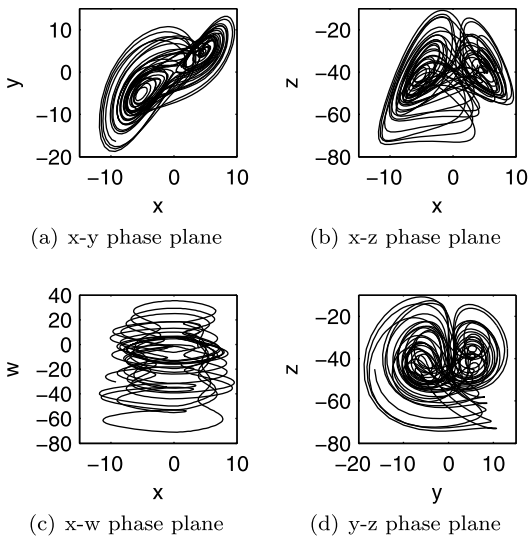 10
0
−10
−20
y
−10 0 10
x
(a) x-y phase plane
−20
−40
−60
−80
z
−10 0 10
x
(b) x-z phase plane
40
20
0
−20
−40
−60
−80
w
−10 0 10
x
(c) x-w phase plane
−20
−40
−60
−80
z
−20 −10 0 10
y
(d) y-z phase plane